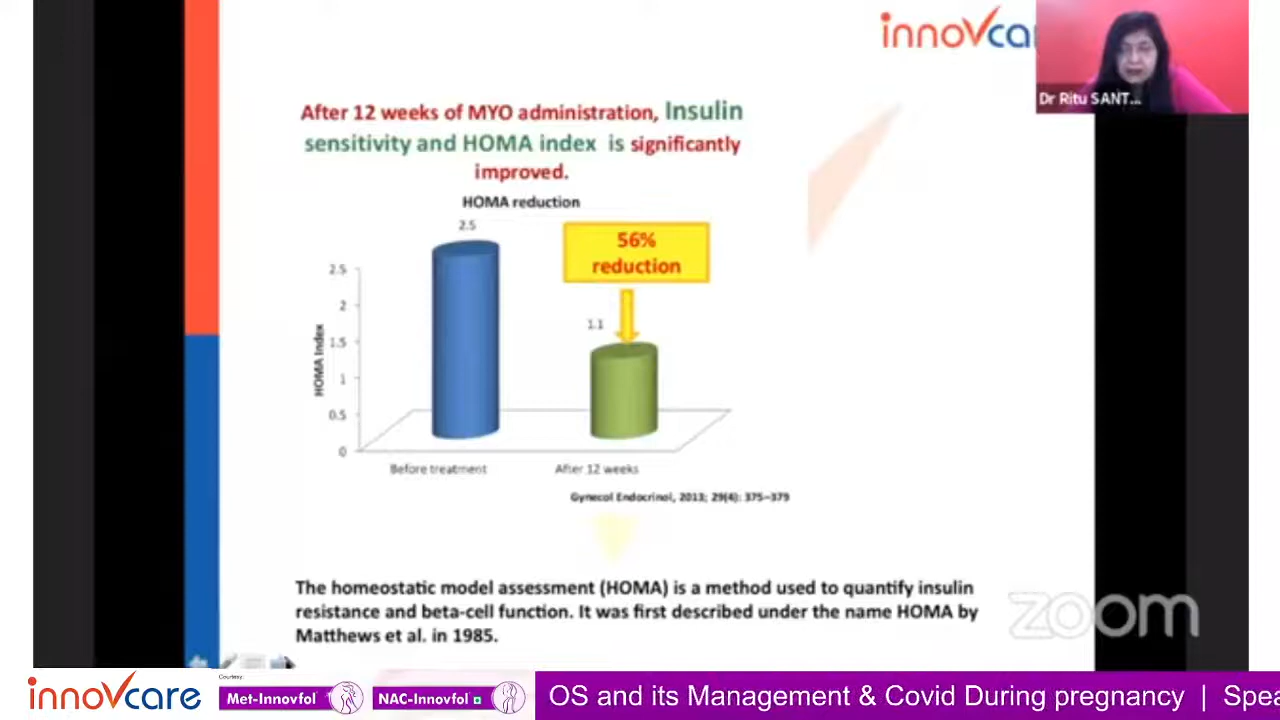 innovcar
Dr Ritu SANT...
After 12 weeks of MYO administration, Insulin
sensitivity and HOMA index is significantly
improved.
HOMA reduction
2.5
56%
reduction
2.5
2
1.5
1
0.5
0
HOMA Index
1.1
Before treatment
After 12 weeks
Gynecol Endocrinol, 2013; 29(4): 375–379
The homeostatic model assessment (HOMA) is a method used to quantify insulin
resistance and beta-cell function. It was first described under the name HOMA by
Matthews et al. in 1985.
zoom
innovcare
Courtesy:
Met-Innovfol
NAC-Innovfol
OS and its Management & Covid During pregnancy | Spea